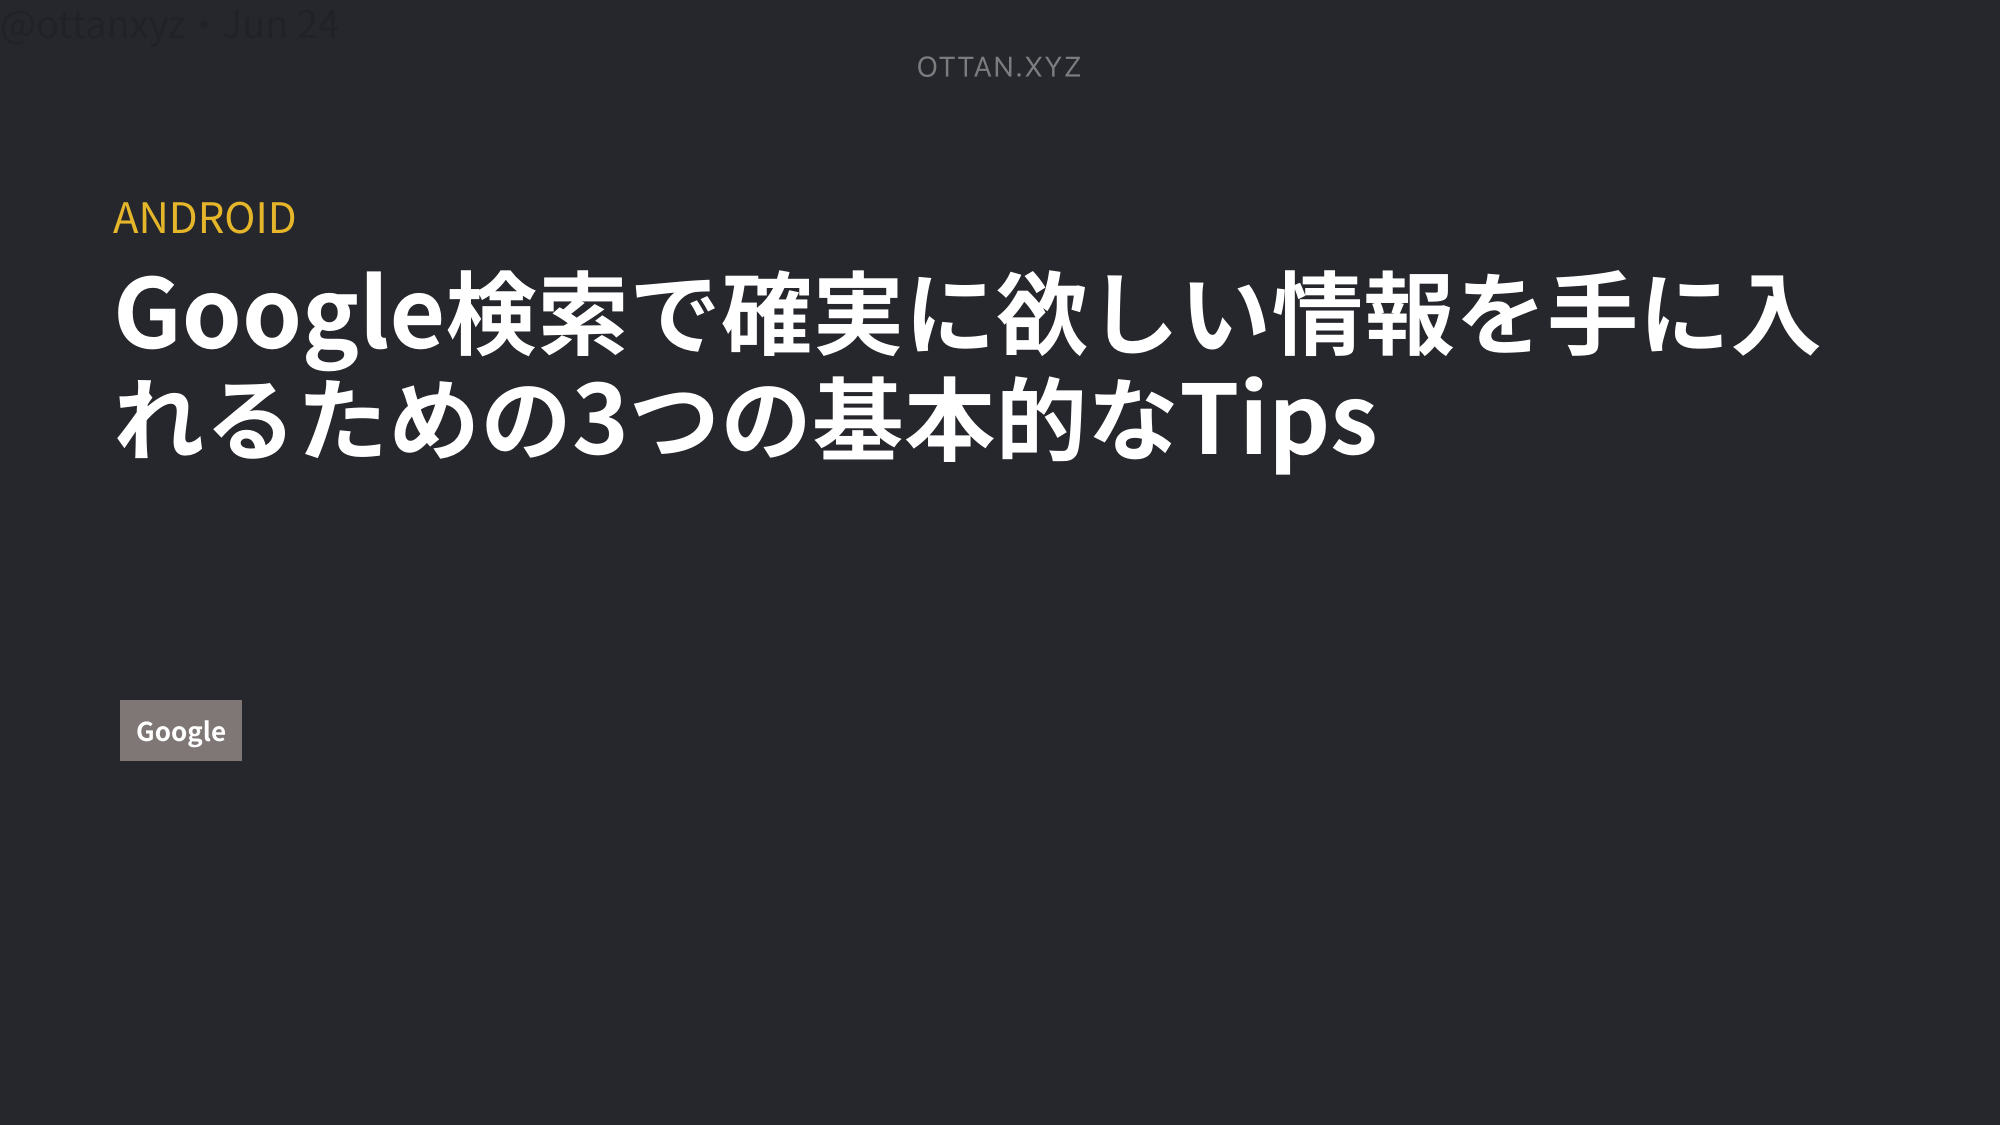 @ottanxyz・Jun 24
OTTAN.XYZ
ANDROID
Google検索で確実に欲しい情報を手に入
れるための3つの基本的なTips
Google